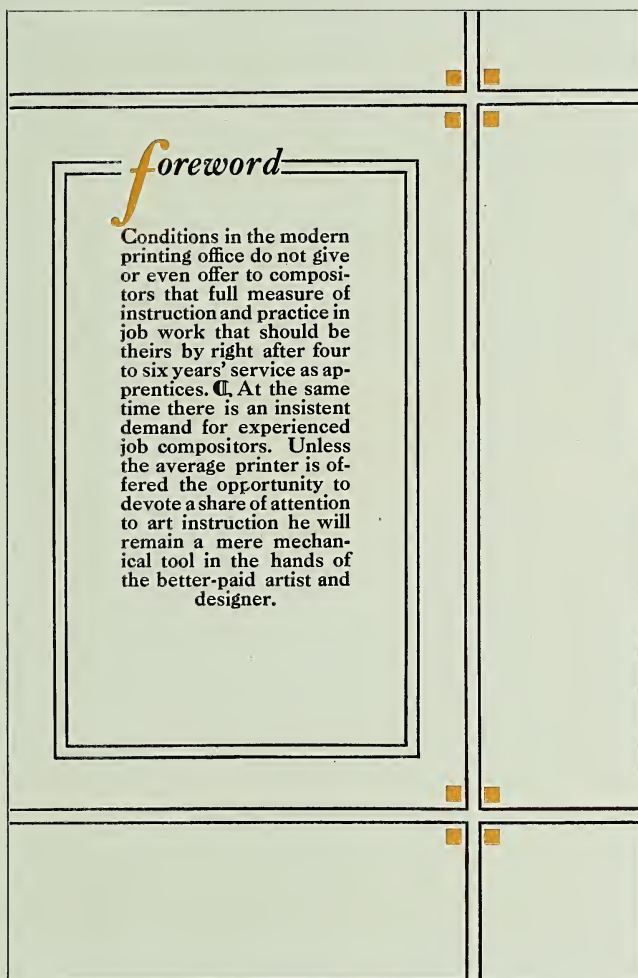 foreword
Conditions in the modern
printing office do not give
or even offer to composi-
tors that full measure of
instruction and practice in
job work that should be
theirs by right after four
to six years' service as ap-
prentices. ¶ At the same
time there is an insistent
demand for experienced
job compositors. Unless
the average printer is of-
fered the opportunity to
devote a share of attention
to art instruction he will
remain a mere mechan-
ical tool in the hands of
the better-paid artist and
designer.